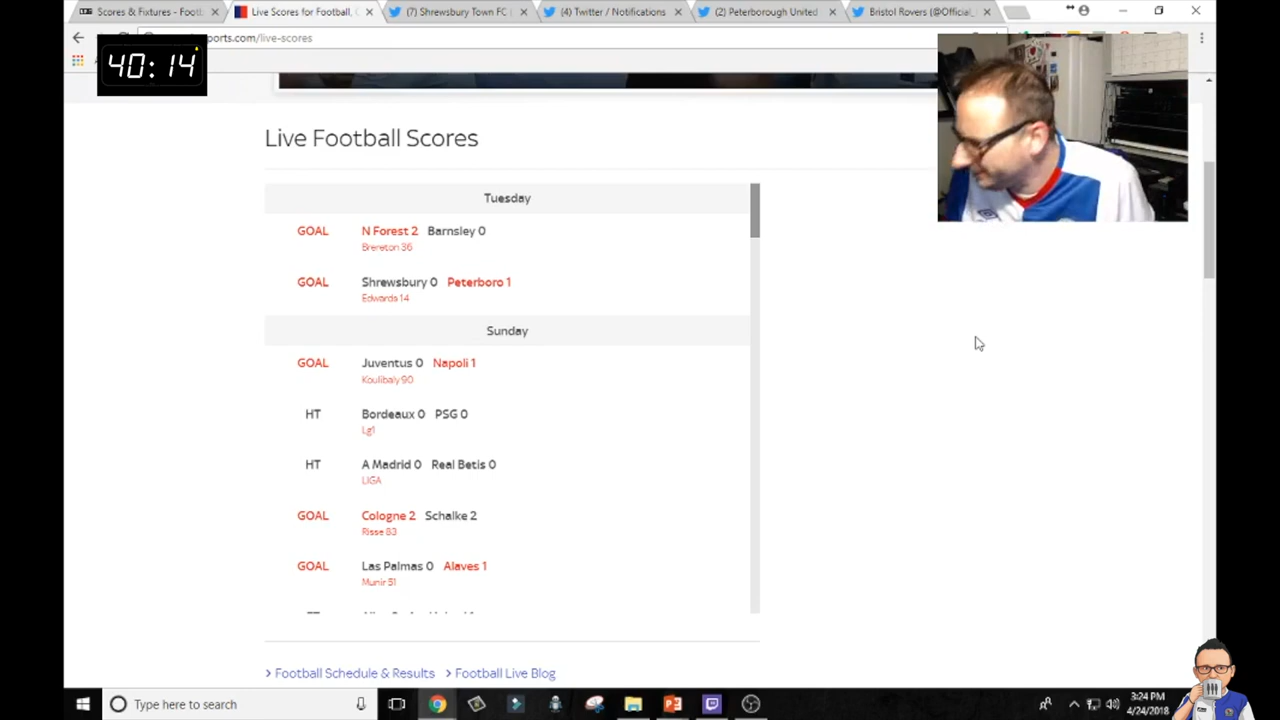 Scores & Fixtures - Footb
Live Scores for Football, C
(7) Shrewsbury Town FC
(4) Twitter / Notifications
(2) Peterborough United
Bristol Rovers (@Official_
ports.com/live-scores
40:14
Live Football Scores
Tuesday
GOAL N Forest 2 Barnsley 0
Brereton 36
GOAL Shrewsbury 0 Peterboro 1
Edwards 14
Sunday
GOAL Juventus 0 Napoli 1
Koulibaly 90
HT Bordeaux 0 PSG 0
Lg1
HT A Madrid 0 Real Betis 0
LIGA
GOAL Cologne 2 Schalke 2
Risse 83
GOAL Las Palmas 0 Alaves 1
Munir 51
> Football Schedule & Results > Football Live Blog
Type here to search
3:24 PM
4/24/2018